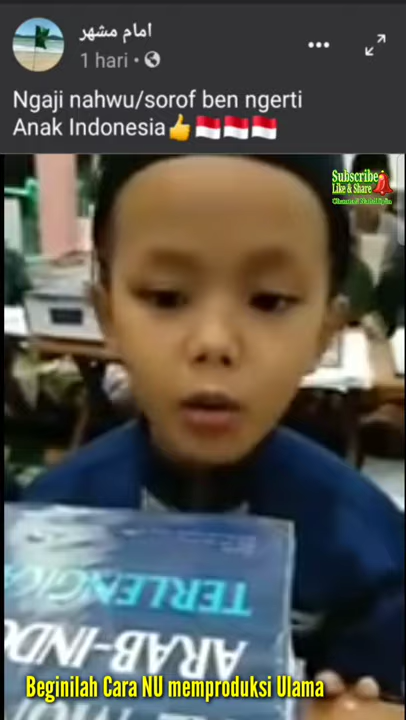 امام مشهر
1 hari
Ngaji nahwu/sorof ben ngerti
Anak Indonesia👍🇮🇩🇮🇩🇮🇩
Subscribe
Like & Share
TERLENGKA
ARAB-INDO
Beginilah Cara NU memproduksi Ulama